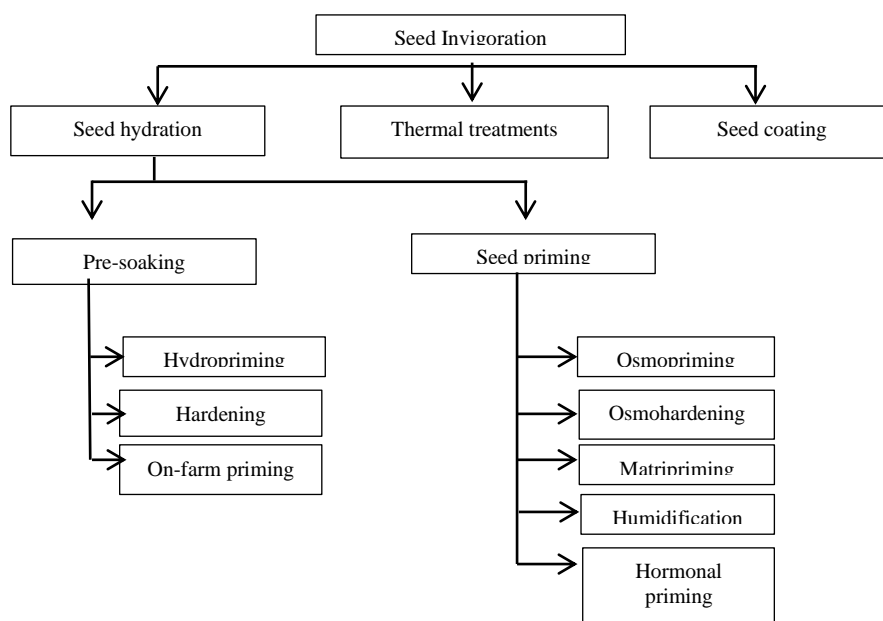 Seed Invigoration
Seed hydration
Thermal treatments
Seed coating
Pre-soaking
Seed priming
Hydropriming
Hardening
On-farm priming
Osmopriming
Osmohardening
Matripriming
Humidification
Hormonal
priming